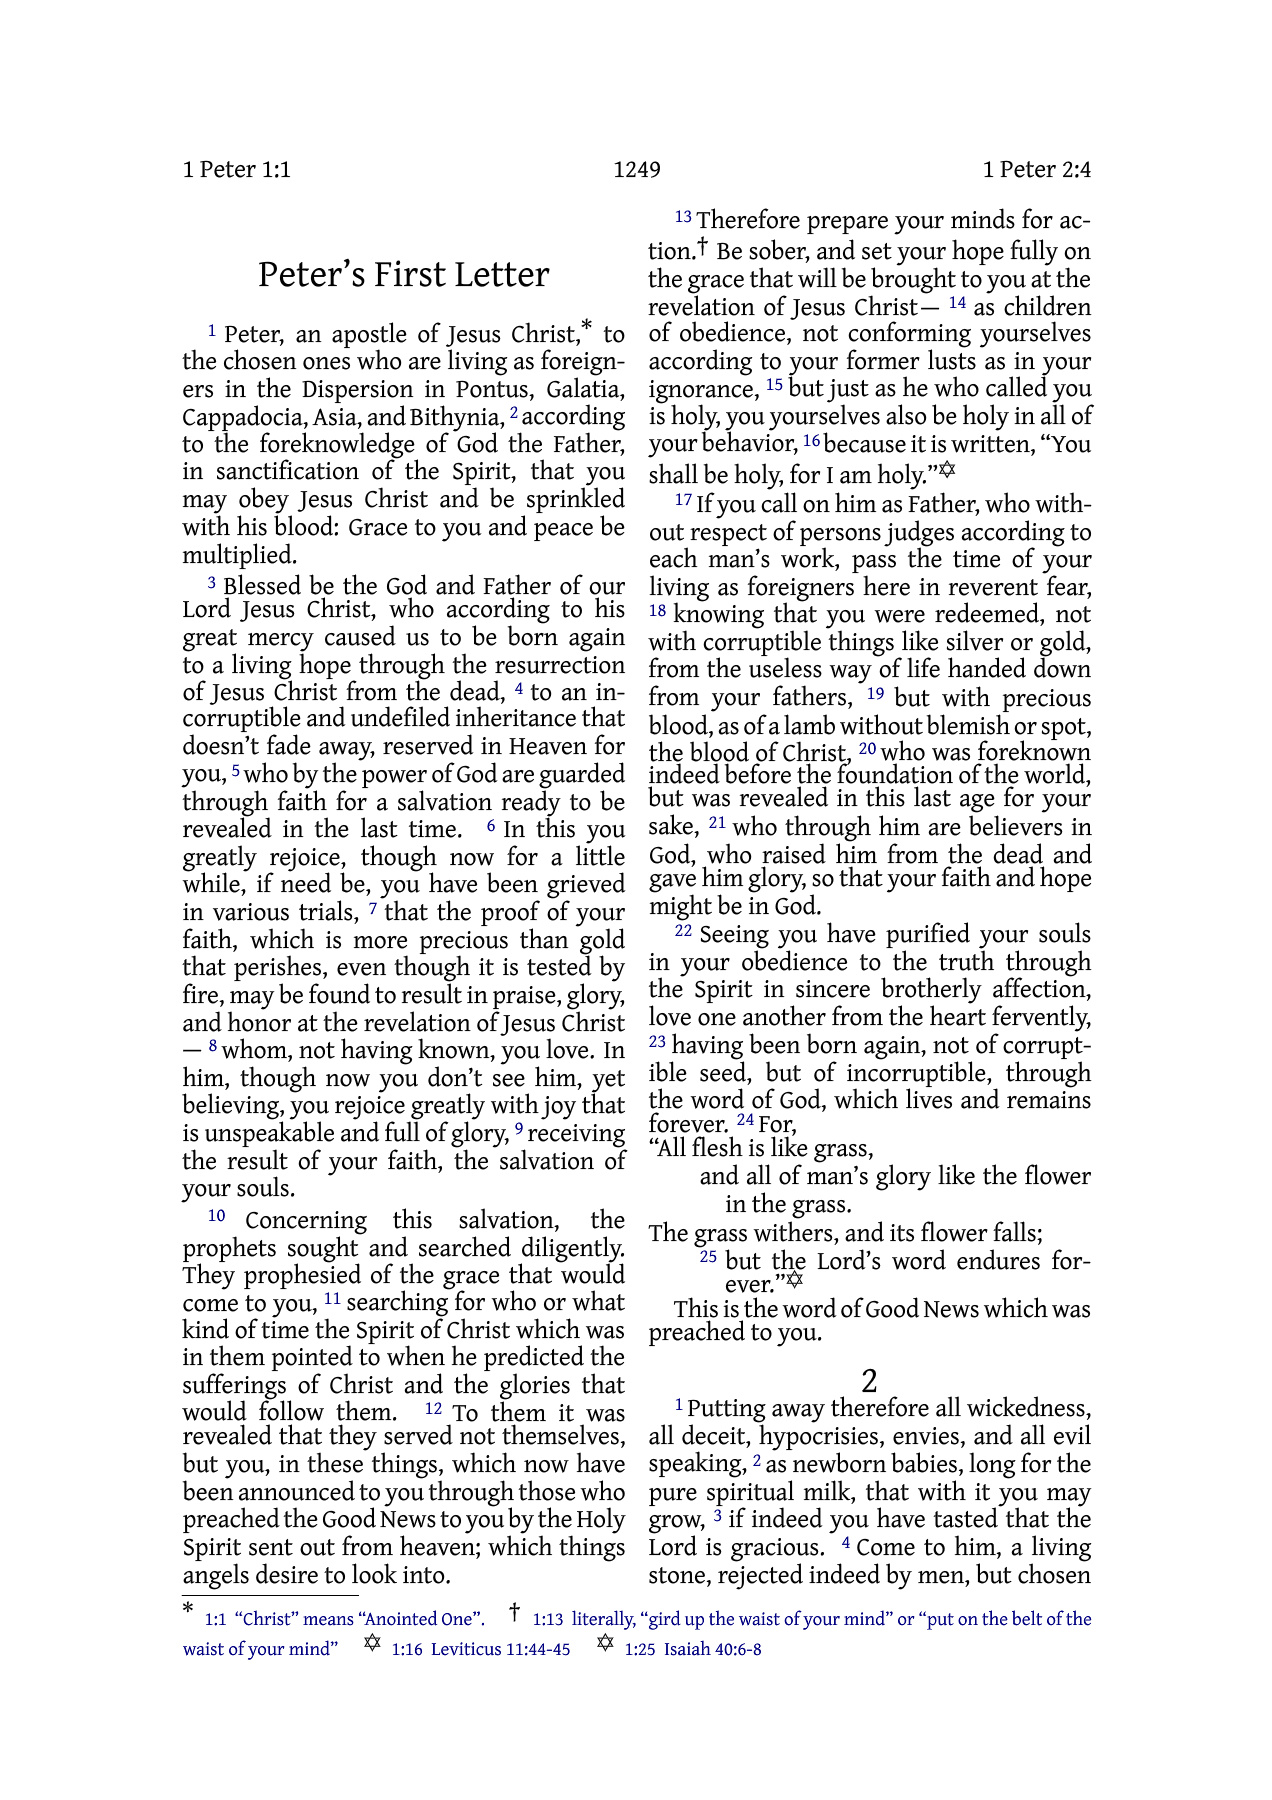 1 Peter 1:1 1249 1 Peter 2:4
Peter’s First Letter
1 Peter, an apostle of Jesus Christ,* to
the chosen ones who are living as foreign-
ers in the Dispersion in Pontus, Galatia,
Cappadocia, Asia, and Bithynia, 2 according
to the foreknowledge of God the Father,
in sanctification of the Spirit, that you
may obey Jesus Christ and be sprinkled
with his blood: Grace to you and peace be
multiplied.
3 Blessed be the God and Father of our
Lord Jesus Christ, who according to his
great mercy caused us to be born again
to a living hope through the resurrection
of Jesus Christ from the dead, 4 to an in-
corruptible and undefiled inheritance that
doesn’t fade away, reserved in Heaven for
you, 5 who by the power of God are guarded
through faith for a salvation ready to be
revealed in the last time. 6 In this you
greatly rejoice, though now for a little
while, if need be, you have been grieved
in various trials, 7 that the proof of your
faith, which is more precious than gold
that perishes, even though it is tested by
fire, may be found to result in praise, glory,
and honor at the revelation of Jesus Christ
— 8 whom, not having known, you love. In
him, though now you don’t see him, yet
believing, you rejoice greatly with joy that
is unspeakable and full of glory, 9 receiving
the result of your faith, the salvation of
your souls.
10 Concerning this salvation, the
prophets sought and searched diligently.
They prophesied of the grace that would
come to you, 11 searching for who or what
kind of time the Spirit of Christ which was
in them pointed to when he predicted the
sufferings of Christ and the glories that
would follow them. 12 To them it was
revealed that they served not themselves,
but you, in these things, which now have
been announced to you through those who
preached the Good News to you by the Holy
Spirit sent out from heaven; which things
angels desire to look into.
13 Therefore prepare your minds for ac-
tion.† Be sober, and set your hope fully on
the grace that will be brought to you at the
revelation of Jesus Christ— 14 as children
of obedience, not conforming yourselves
according to your former lusts as in your
ignorance, 15 but just as he who called you
is holy, you yourselves also be holy in all of
your behavior, 16 because it is written, “You
shall be holy, for I am holy.”✡
17 If you call on him as Father, who with-
out respect of persons judges according to
each man’s work, pass the time of your
living as foreigners here in reverent fear,
18 knowing that you were redeemed, not
with corruptible things like silver or gold,
from the useless way of life handed down
from your fathers, 19 but with precious
blood, as of a lamb without blemish or spot,
the blood of Christ, 20 who was foreknown
indeed before the foundation of the world,
but was revealed in this last age for your
sake, 21 who through him are believers in
God, who raised him from the dead and
gave him glory, so that your faith and hope
might be in God.
22 Seeing you have purified your souls
in your obedience to the truth through
the Spirit in sincere brotherly affection,
love one another from the heart fervently,
23 having been born again, not of corrupt-
ible seed, but of incorruptible, through
the word of God, which lives and remains
forever. 24 For,
“All flesh is like grass,
and all of man’s glory like the flower
in the grass.
The grass withers, and its flower falls;
25 but the Lord’s word endures for-
ever.”✡
This is the word of Good News which was
preached to you.
2
1 Putting away therefore all wickedness,
all deceit, hypocrisies, envies, and all evil
speaking, 2 as newborn babies, long for the
pure spiritual milk, that with it you may
grow, 3 if indeed you have tasted that the
Lord is gracious. 4 Come to him, a living
stone, rejected indeed by men, but chosen
* 1:1 “Christ” means “Anointed One”. † 1:13 literally, “gird up the waist of your mind” or “put on the belt of the
waist of your mind” ✡ 1:16 Leviticus 11:44-45 ✡ 1:25 Isaiah 40:6-8